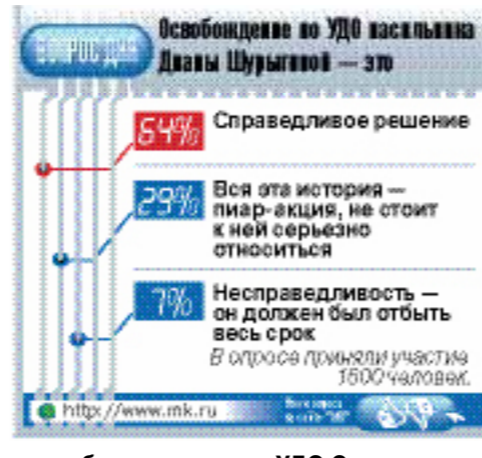 Освобождение по УДО насильника
Дианы Шурыгиной — это
64%
Справедливое решение
29%
Вся эта история —
пиар-акция, не стоит
к ней серьезно
относиться
7%
Несправедливость —
он должен был отбыть
весь срок
В опросе приняли участие
1500 человек.
http://www.mk.ru